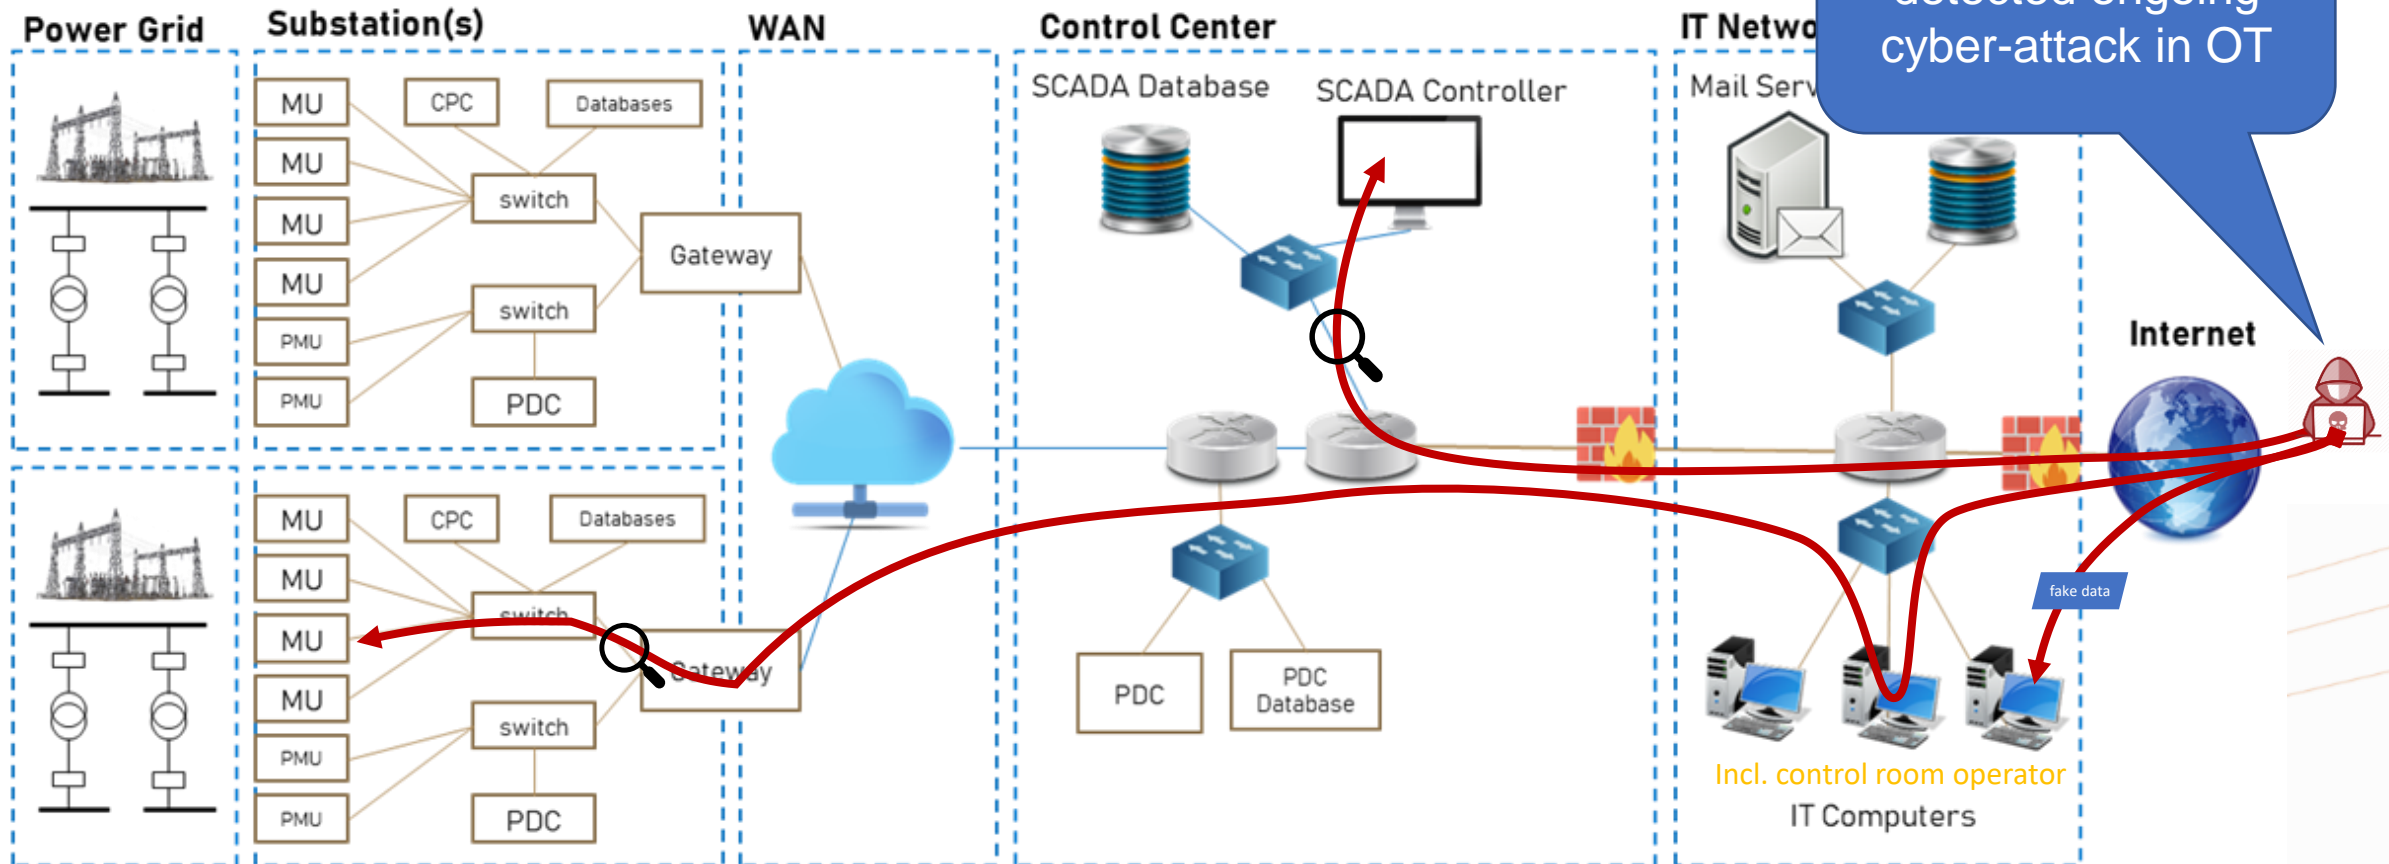 Power Grid
Substation(s)
WAN
Control Center
cyber-attack in OT
SCADA Database
SCADA Controller
MU
MU
MU
MU
PMU
PMU
CPC
Databases
switch
switch
PDC
Gateway
Internet
MU
MU
MU
MU
PMU
PMU
CPC
Databases
switch
switch
PDC
Gateway
PDC
PDC
Database
fake data
Incl. control room operator
IT Computers
IT
Mail